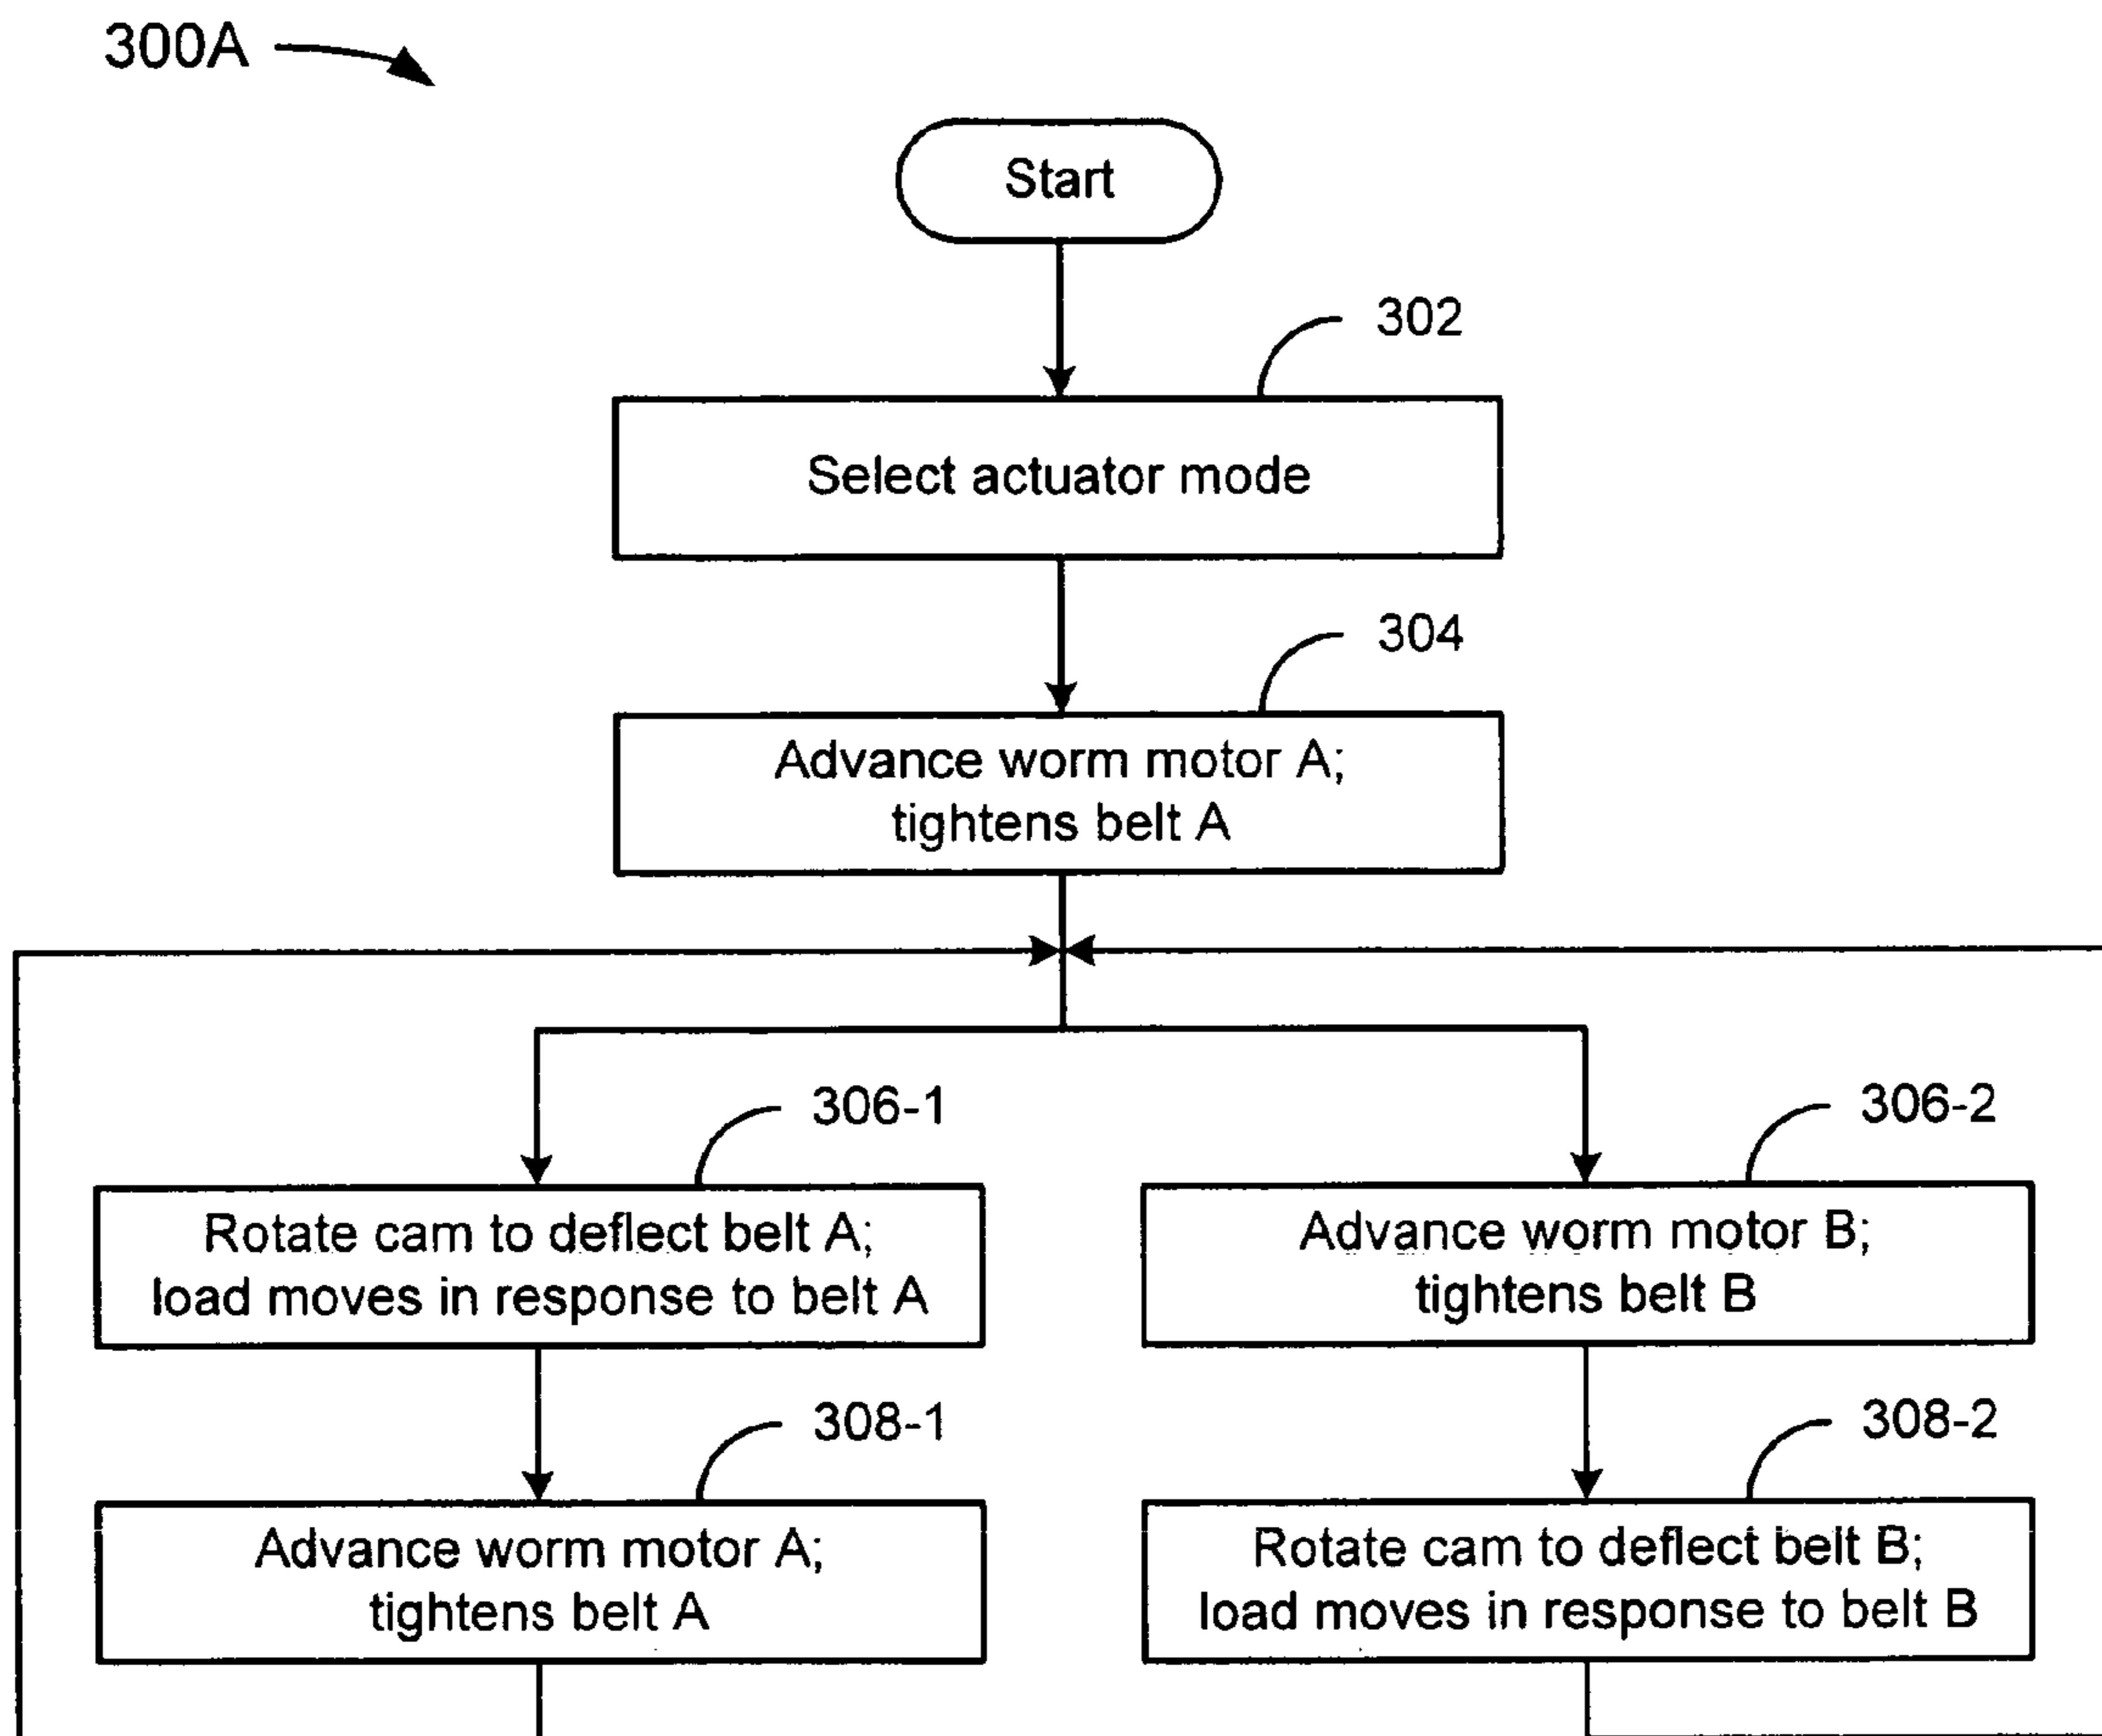 300A
Start
302
Select actuator mode
304
Advance worm motor A;
tightens belt A
306-1
306-2
Rotate cam to deflect belt A;
load moves in response to belt A
Advance worm motor B;
tightens belt B
308-1
308-2
Advance worm motor A;
tightens belt A
Rotate cam to deflect belt B;
load moves in response to belt B